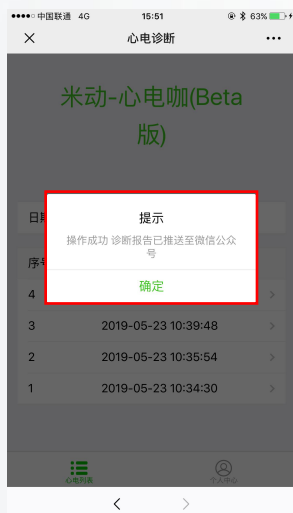 中国联通 4G 15:51 63%
心电诊断
米动-心电咖(Beta
版)
日
提示
操作成功 诊断报告已推送至微信公众
号
序号
确定
4
3 2019-05-23 10:39:48
2 2019-05-23 10:35:54
1 2019-05-23 10:34:30
心电列表 个人中心